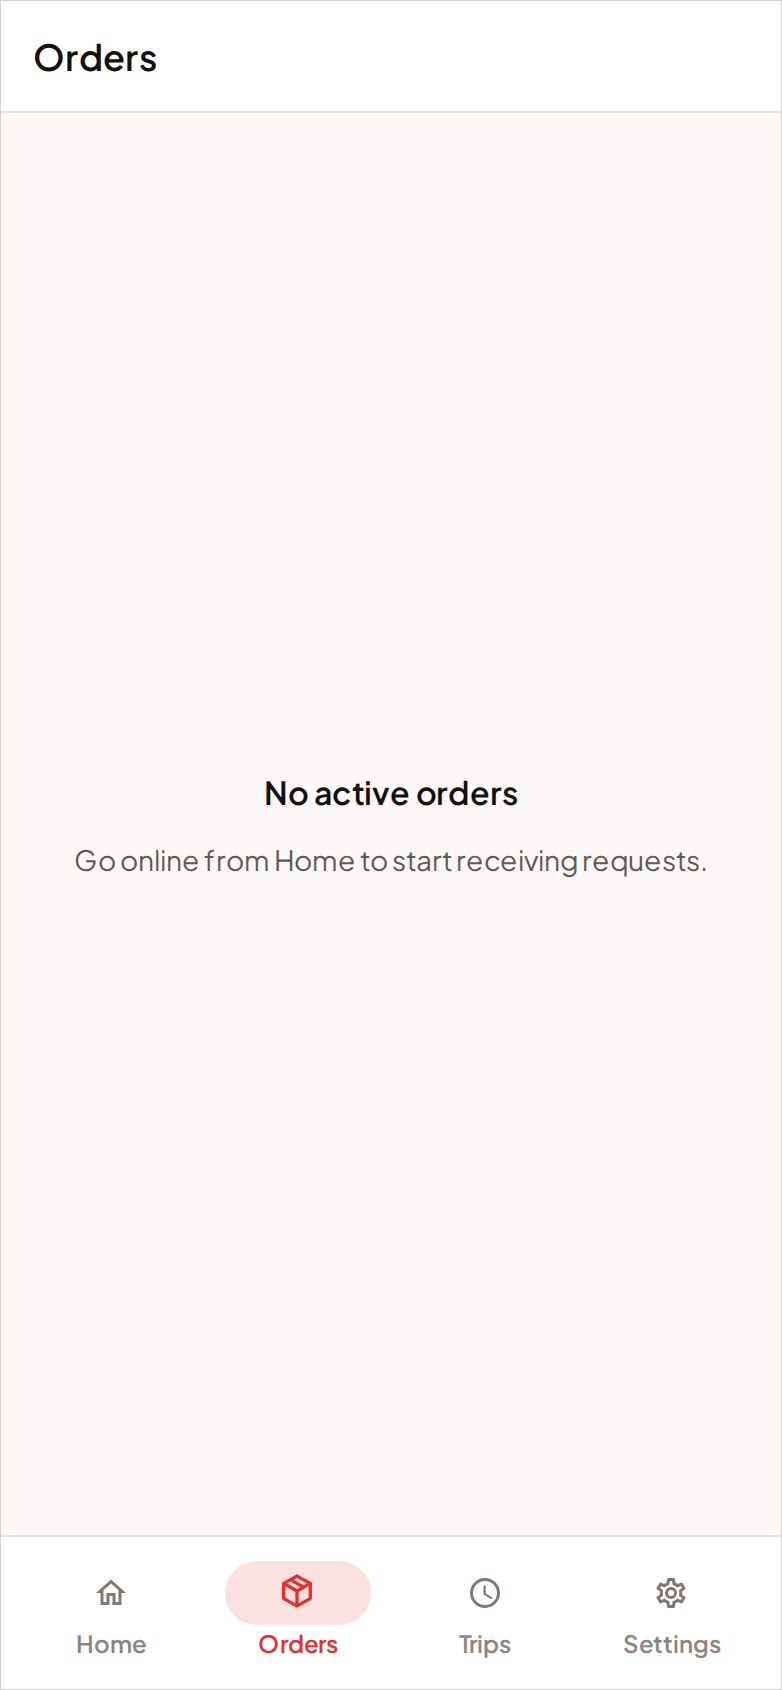 Orders
No active orders
Go online from Home to start receiving requests.
Home
Orders
Trips
Settings